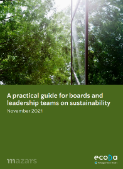 A practical guide for boards and
leadership teams on sustainability
November 2021
mazars
ecoDa